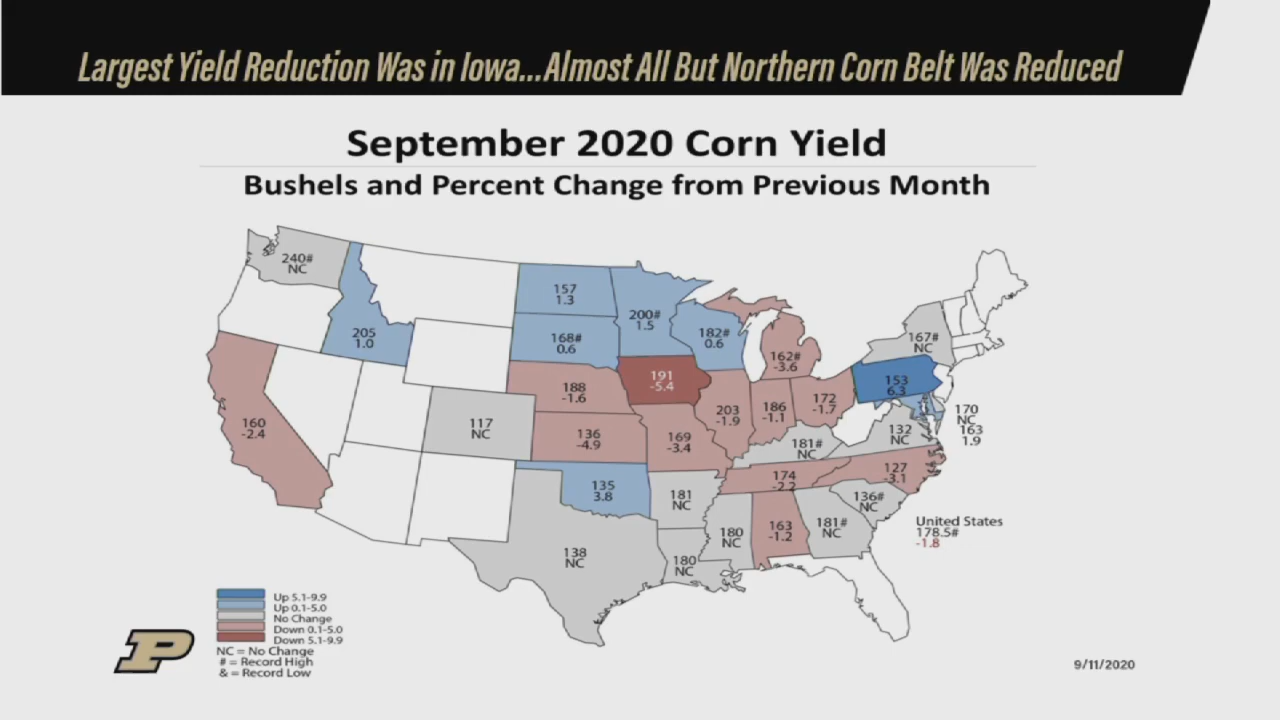 Largest Yield Reduction Was in Iowa...Almost All But Northern Corn Belt Was Reduced
September 2020 Corn Yield
Bushels and Percent Change from Previous Month
240#
NC
205
1.0
157
1.3
168#
0.6
200#
1.5
182#
0.6
162#
-3.6
167#
NC
153
6.3
160
-2.4
117
NC
188
-1.6
191
-5.4
136
-4.9
169
-3.4
203
-1.9
186
-1.1
172
-1.7
181#
NC
132
NC
170
NC
163
1.9
174
-2.2
127
-3.1
135
3.8
181
NC
180
NC
163
-1.2
181#
NC
136#
NC
138
NC
180
NC
United States
178.5#
-1.8
Up 5.1-9.9
Up 0.1-5.0
No Change
Down 0.1-5.0
Down 5.1-9.9
NC = No Change
# = Record High
& = Record Low
P
9/11/2020